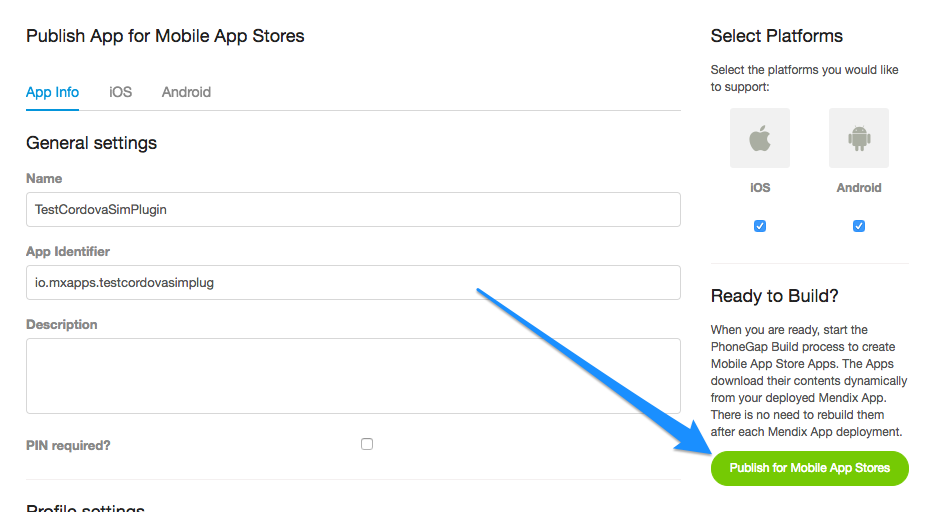 Publish App for Mobile App Stores
App Info
iOS
Android
General settings
Name
TestCordovaSimPlugin
App Identifier
io.mxapps.testcordovasimplug
Description
PIN required?
Profile settings
Select Platforms
Select the platforms you would like
to support:
iOS
Android
Ready to Build?
When you are ready, start the
PhoneGap Build process to create
Mobile App Store Apps. The Apps
download their contents dynamically
from your deployed Mendix App.
There is no need to rebuild them
after each Mendix App deployment.
Publish for Mobile App Stores